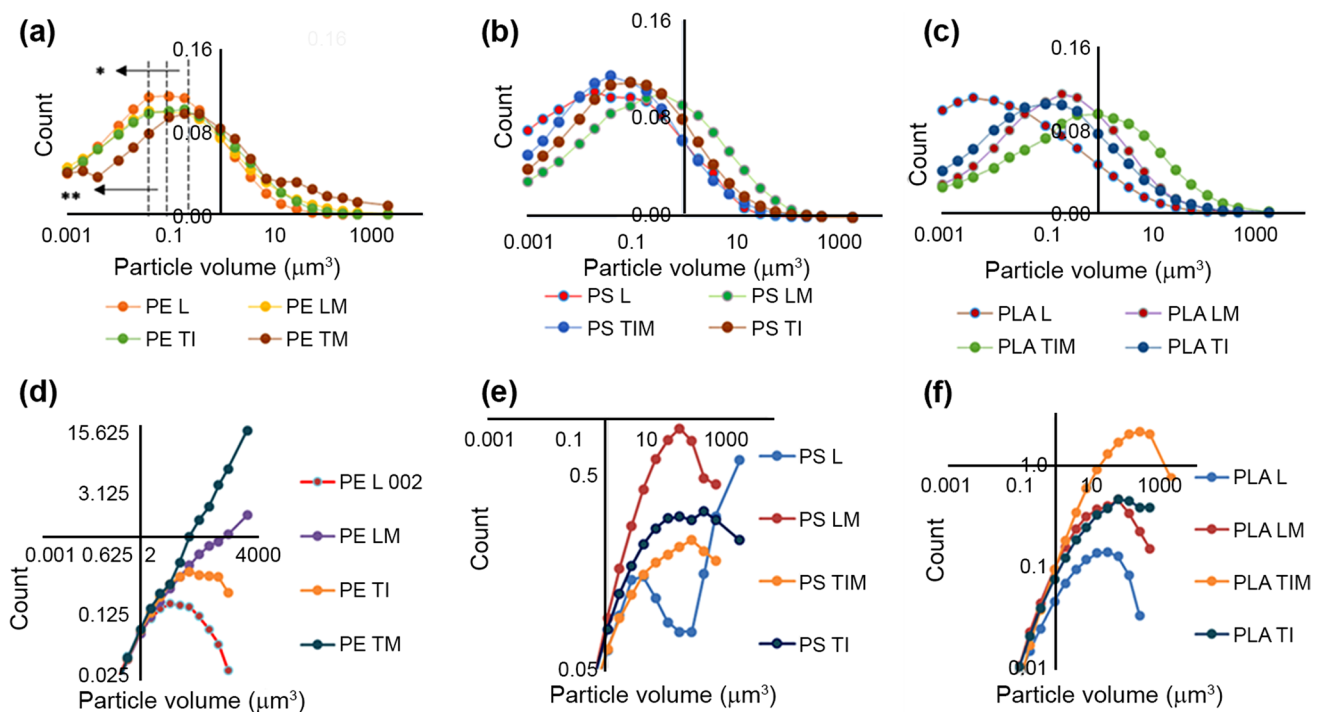 (a)
0.16
0.16
*
Count
0.08
**
0.00
0.001 0.1 10 1000
Particle volume (μm³)
PE L PE LM
PE TI PE TM
(b)
0.16
Count
0.08
0.00
0.001 0.1 10 1000
Particle volume (μm³)
PS L PS LM
PS TIM PS TI
(c)
0.16
Count
0.08
0.00
0.001 0.1 10 1000
Particle volume (μm³)
PLA L PLA LM
PLA TIM PLA TI
(d)
15.625
3.125
0.001 0.625 2 4000
Count
0.125
0.025
Particle volume (μm³)
PE L 002
PE LM
PE TI
PE TM
(e)
0.001 0.1 10 1000
0.5
Count
0.05
Particle volume (μm³)
PS L
PS LM
PS TIM
PS TI
(f)
1.0
0.001 0.1 10 1000
Count
0.1
0.01
Particle volume (μm³)
PLA L
PLA LM
PLA TIM
PLA TI